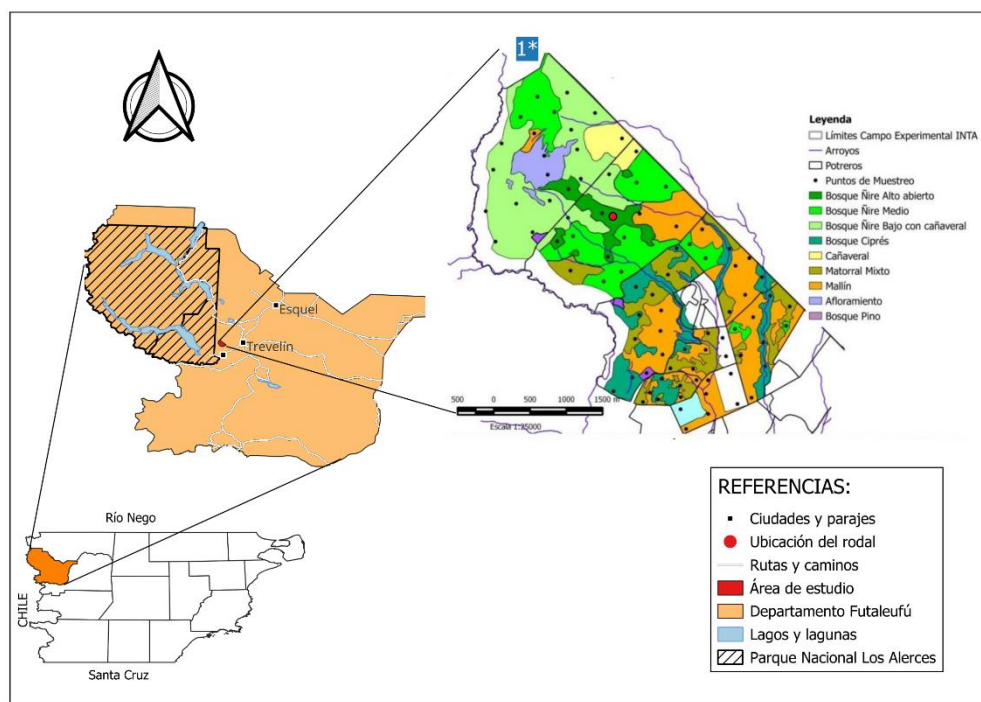 1*
Leyenda
Límites Campo Experimental INTA
Arroyos
Potreros
Puntos de Muestreo
Bosque Ñire Alto abierto
Bosque Ñire Medio
Bosque Ñire Bajo con cañaveral
Bosque Ciprés
Cañaveral
Matorral Mixto
Mallín
Afloramiento
Bosque Pino
Esquel
Trevelín
500 0 500 1000 1500 m
Escala 1:25000
Río Nego
CHILE
Santa Cruz
REFERENCIAS:
Ciudades y parajes
Ubicación del rodal
Rutas y caminos
Área de estudio
Departamento Futaleufú
Lagos y lagunas
Parque Nacional Los Alerces